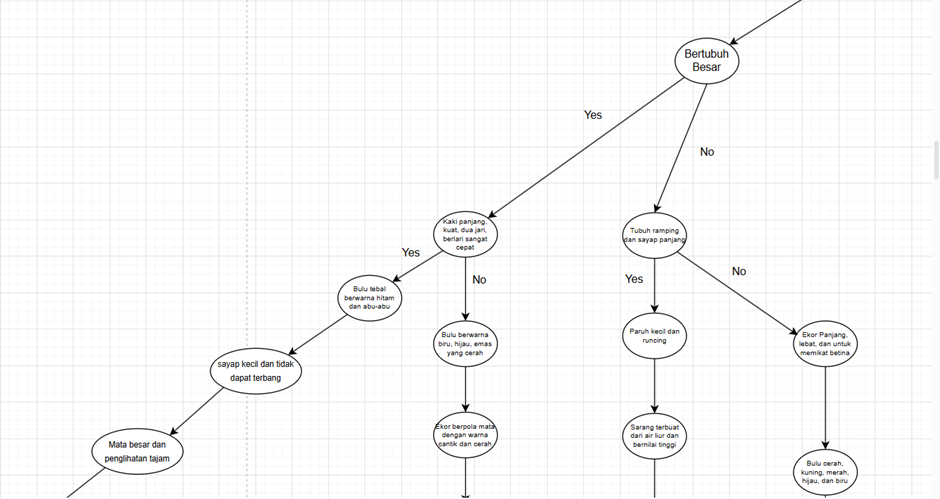 Bertubuh
Besar
Yes
No
Kaki panjang,
kuat, dua jari,
berlari sangat
cepat
Tubuh ramping
dan sayap panjang
Yes
No
Yes
No
Bulu tebal
berwarna hitam
dan abu-abu
Bulu berwarna
biru, hijau, emas
yang cerah
Paruh kecil dan
runcing
Ekor Panjang,
lebat, dan untuk
memikat betina
sayap kecil dan tidak
dapat terbang
Ekor berpola mata
dengan warna
cantik dan cerah
Sarang terbuat
dari air liur dan
bernilai tinggi
Mata besar dan
penglihatan tajam
Bulu cerah,
kuning, merah,
hijau, dan biru